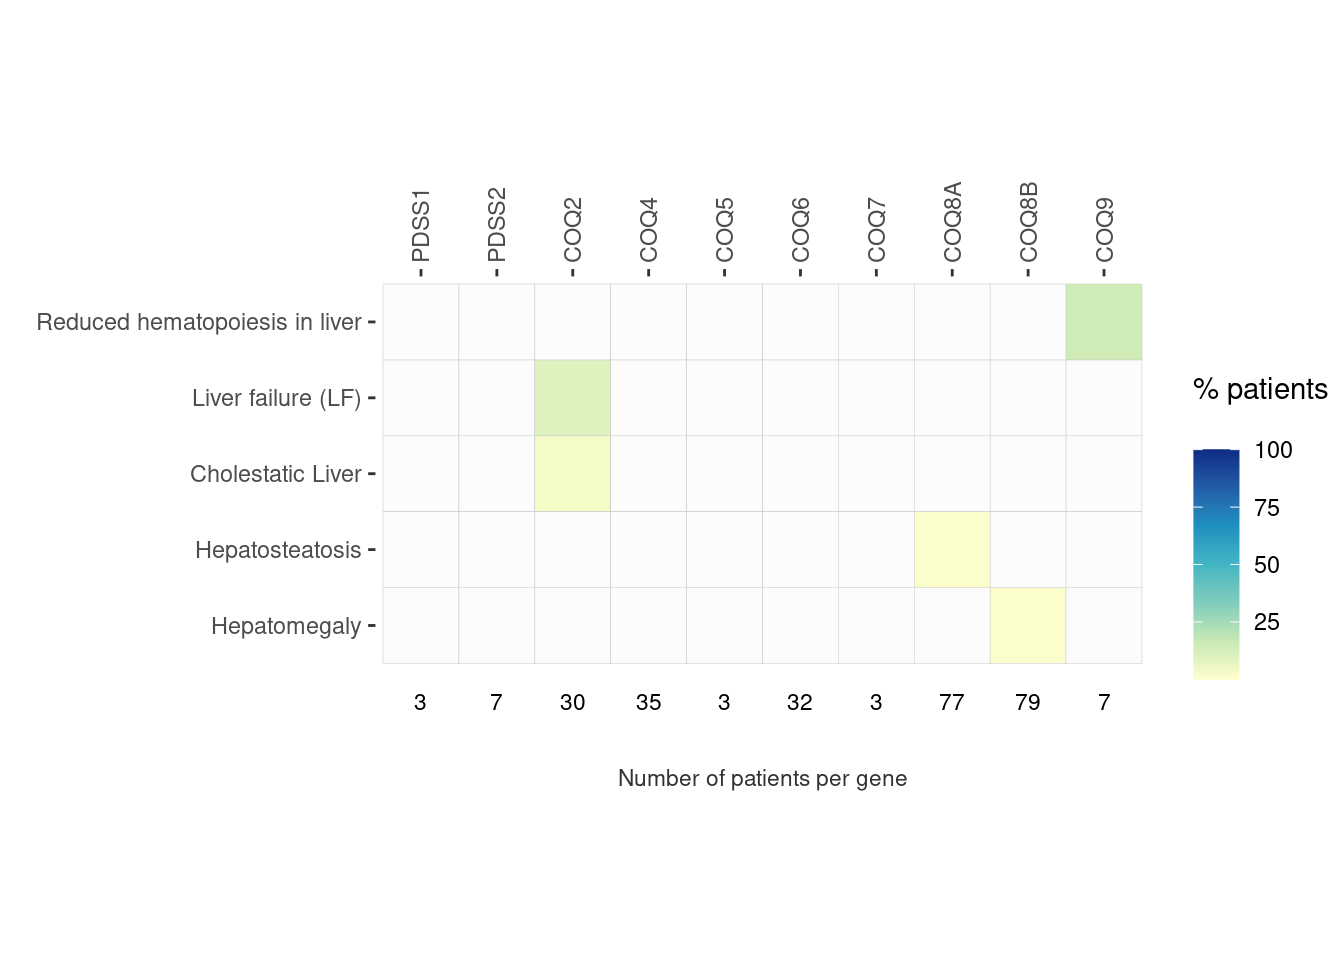 PDSS1
PDSS2
COQ2
COQ4
COQ5
COQ6
COQ7
COQ8A
COQ8B
COQ9
Reduced hematopoiesis in liver
Liver failure (LF)
Cholestatic Liver
Hepatosteatosis
Hepatomegaly
3 7 30 35 3 32 3 77 79 7
Number of patients per gene
% patients
100
75
50
25